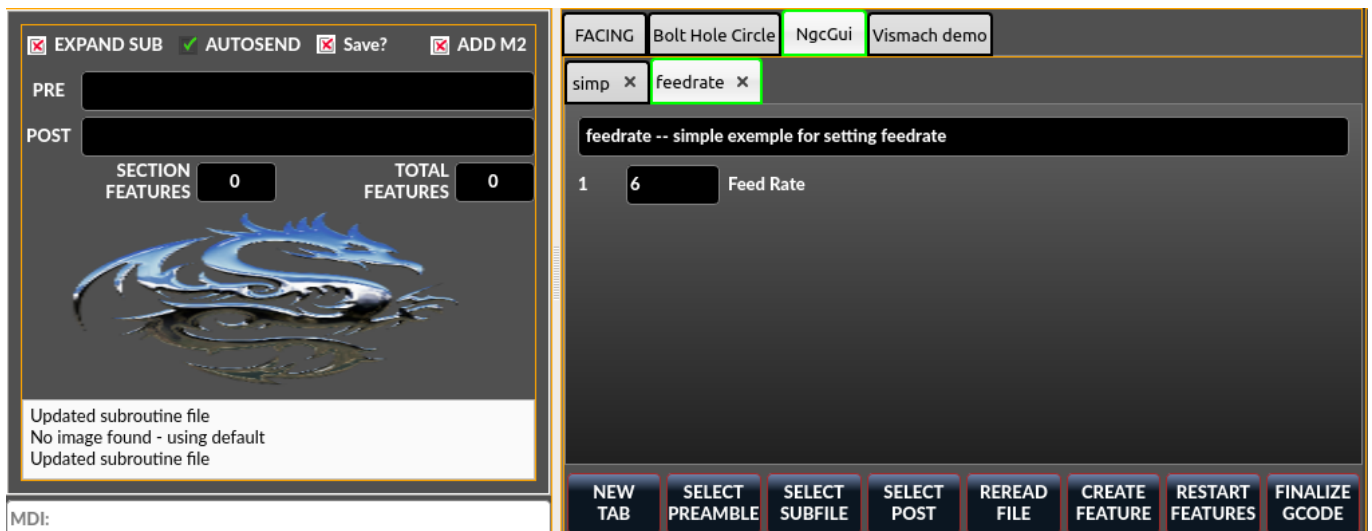 EXPAND SUB AUTOSEND Save? ADD M2
PRE
POST
SECTION FEATURES 0 TOTAL FEATURES 0
Updated subroutine file
No image found - using default
Updated subroutine file
MDI:
FACING Bolt Hole Circle NgcGui Vismach demo
simp × feedrate ×
feedrate -- simple exemple for setting feedrate
1 6 Feed Rate
NEW TAB SELECT PREAMBLE SELECT SUBFILE SELECT POST REREAD FILE CREATE FEATURE RESTART FEATURES FINALIZE GCODE